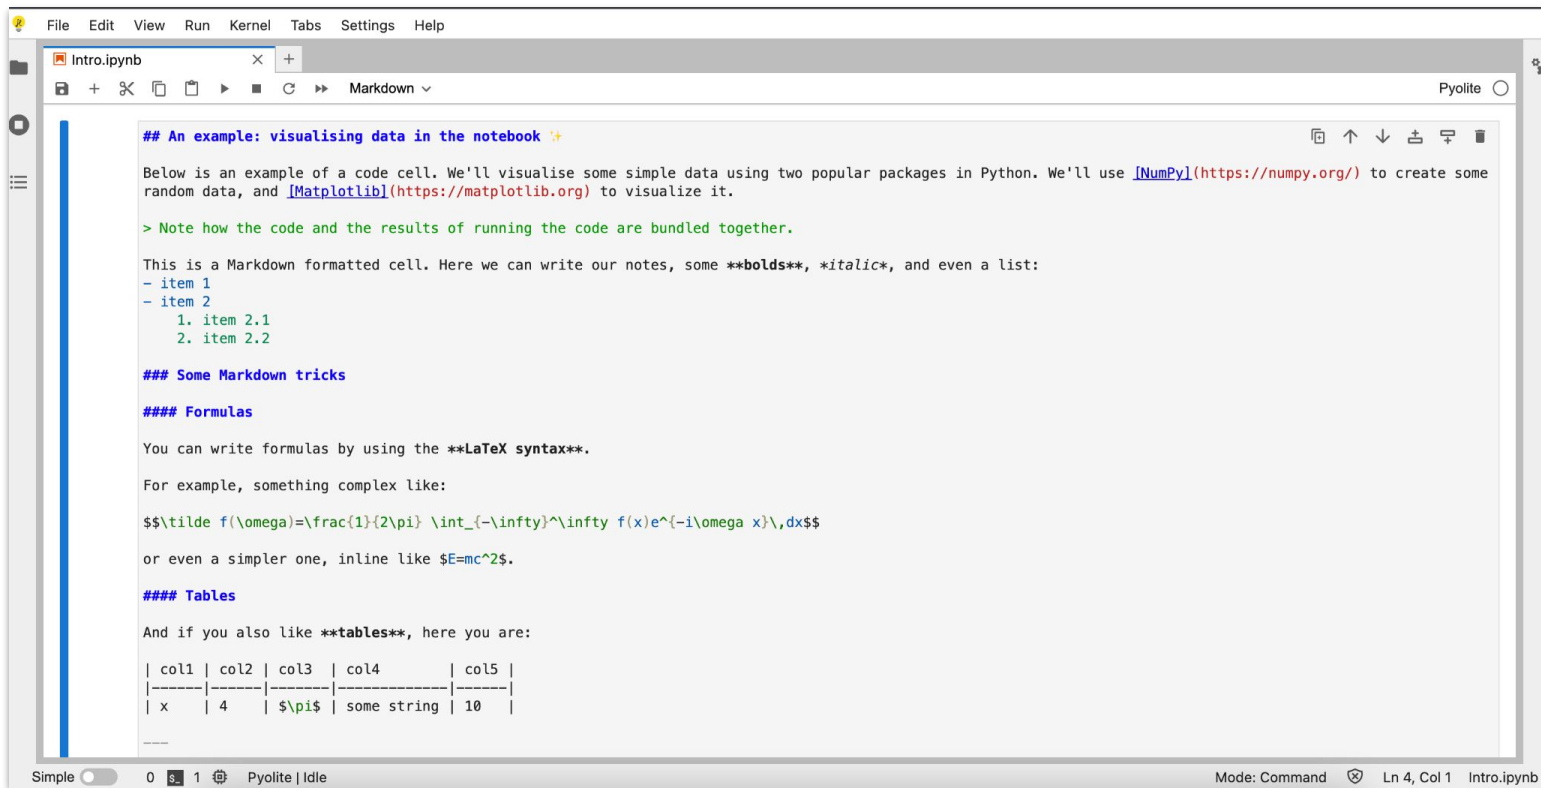 File Edit View Run Kernel Tabs Settings Help
Intro.ipynb
Markdown
Pyolite
## An example: visualising data in the notebook ✨
Below is an example of a code cell. We'll visualise some simple data using two popular packages in Python. We'll use [NumPy](https://numpy.org/) to create some
random data, and [Matplotlib](https://matplotlib.org) to visualize it.
> Note how the code and the results of running the code are bundled together.
This is a Markdown formatted cell. Here we can write our notes, some **bolds**, *italic*, and even a list:
- item 1
- item 2
    1. item 2.1
    2. item 2.2
### Some Markdown tricks
#### Formulas
You can write formulas by using the **LaTeX syntax**.
For example, something complex like:
$$\tilde f(\omega)=\frac{1}{2\pi} \int_{-\infty}^\infty f(x)e^{-i\omega x}\,dx$$
or even a simpler one, inline like $E=mc^2$.
#### Tables
And if you also like **tables**, here you are:
| col1 | col2 | col3  | col4        | col5 |
|------|------|-------|-------------|------|
| x    | 4    | $\pi$ | some string | 10   |
---
Simple 0 $_ 1 Pyolite | Idle Mode: Command Ln 4, Col 1 Intro.ipynb